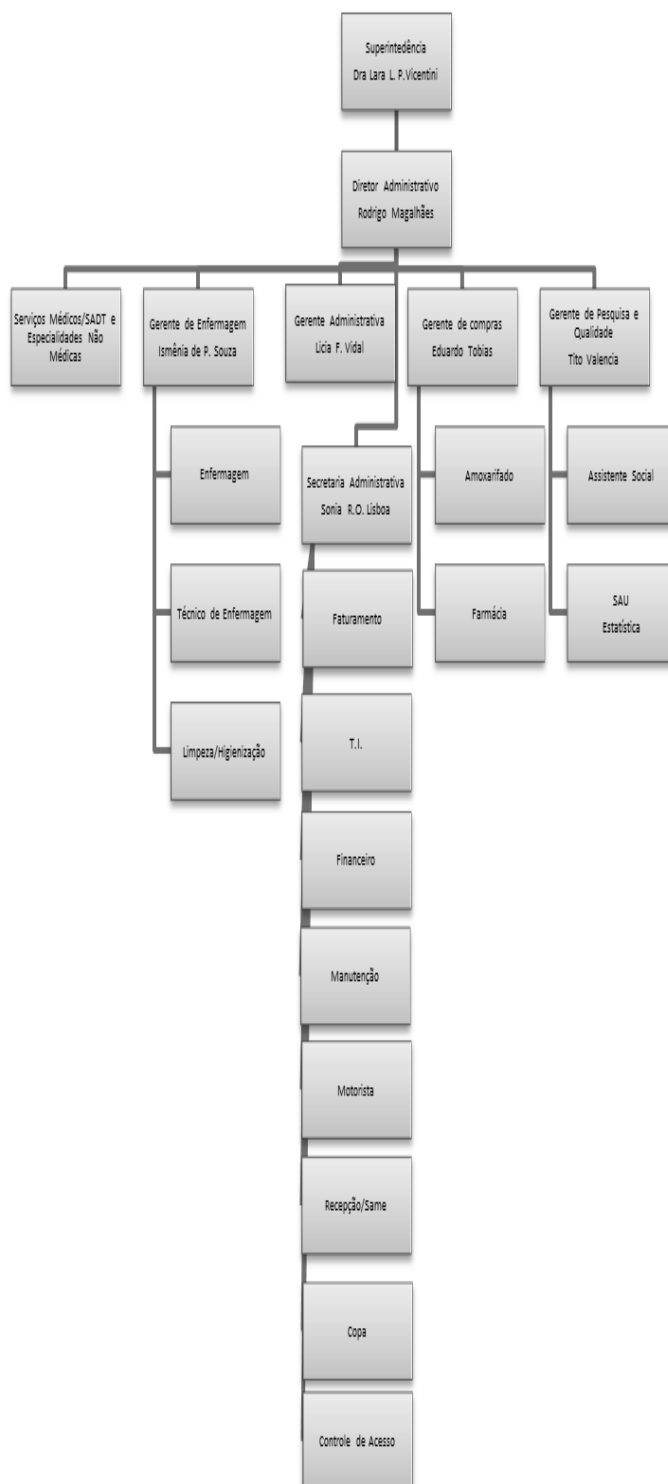 Superintedência
Dra Lara L. P.Vicentini
Diretor Administrativo
Rodrigo Magalhães
Serviços Médicos/SADT e
Especialidades Não
Médicas
Gerente de Enfermagem
Ismênia de P. Souza
Gerente Administrativa
Licia F. Vidal
Gerente de compras
Eduardo Tobias
Gerente de Pesquisa e
Qualidade
Tito Valencia
Enfermagem
Técnico de Enfermagem
Limpeza/Higienização
Secretaria Administrativa
Sonia R.O. Lisboa
Faturamento
T.I.
Financeiro
Manutenção
Motorista
Recepção/Same
Copa
Controle de Acesso
Amoxarifado
Farmácia
Assistente Social
SAU
Estatística